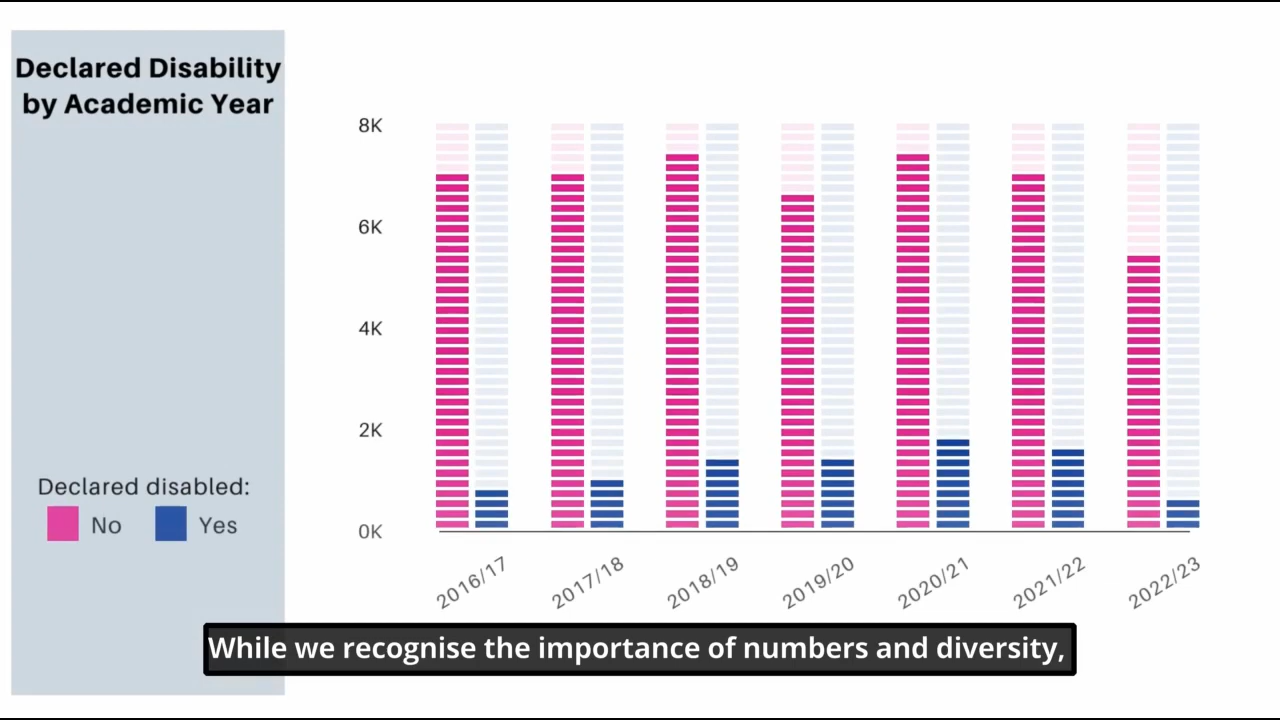 Declared Disability
by Academic Year
8K
6K
4K
2K
0K
Declared disabled:
No Yes
2016/17 2017/18 2018/19 2019/20 2020/21 2021/22 2022/23
While we recognise the importance of numbers and diversity,